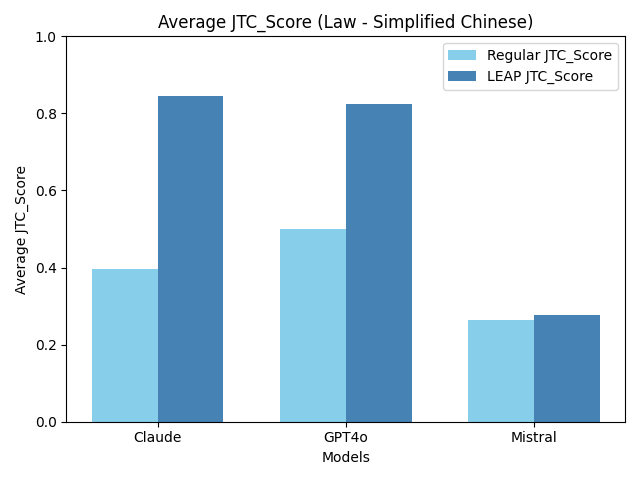 Average JTC_Score (Law - Simplified Chinese)
Regular JTC_Score
LEAP JTC_Score
Average JTC_Score
1.0
0.8
0.6
0.4
0.2
0.0
Claude
GPT4o
Mistral
Models